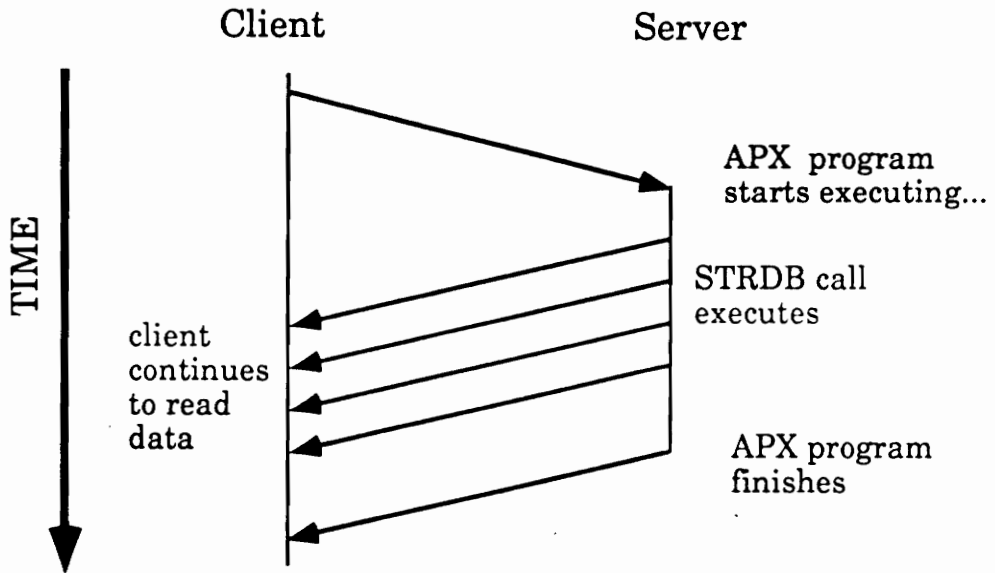 Client
Server
APX program
starts executing...
TIME
STRDB call
executes
client
continues
to read
data
APX program
finishes